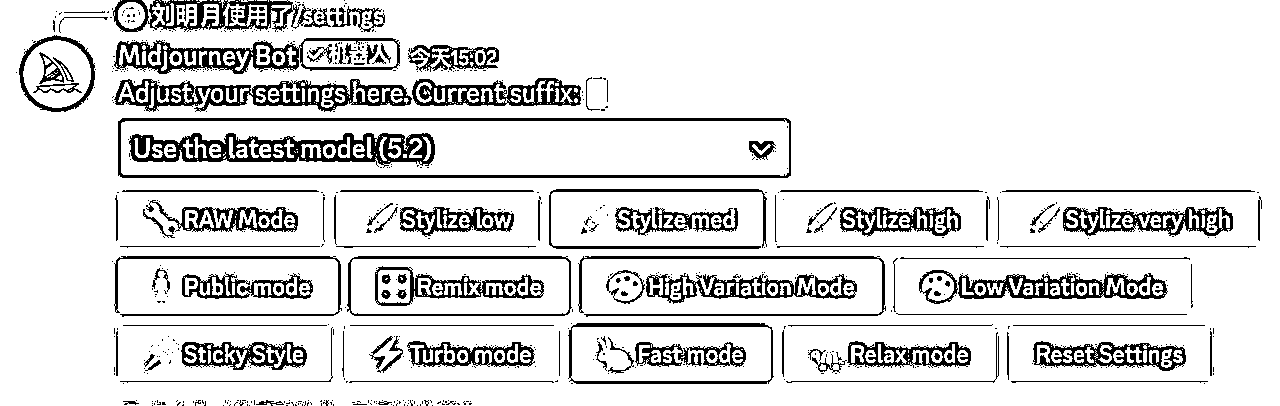 刘明月使用了/settings
Midjourney Bot 机器人 今天15:02
Adjust your settings here. Current suffix:
Use the latest model (5.2)
RAW Mode Stylize low Stylize med Stylize high Stylize very high
Public mode Remix mode High Variation Mode Low Variation Mode
Sticky Style Turbo mode Fast mode Relax mode Reset Settings